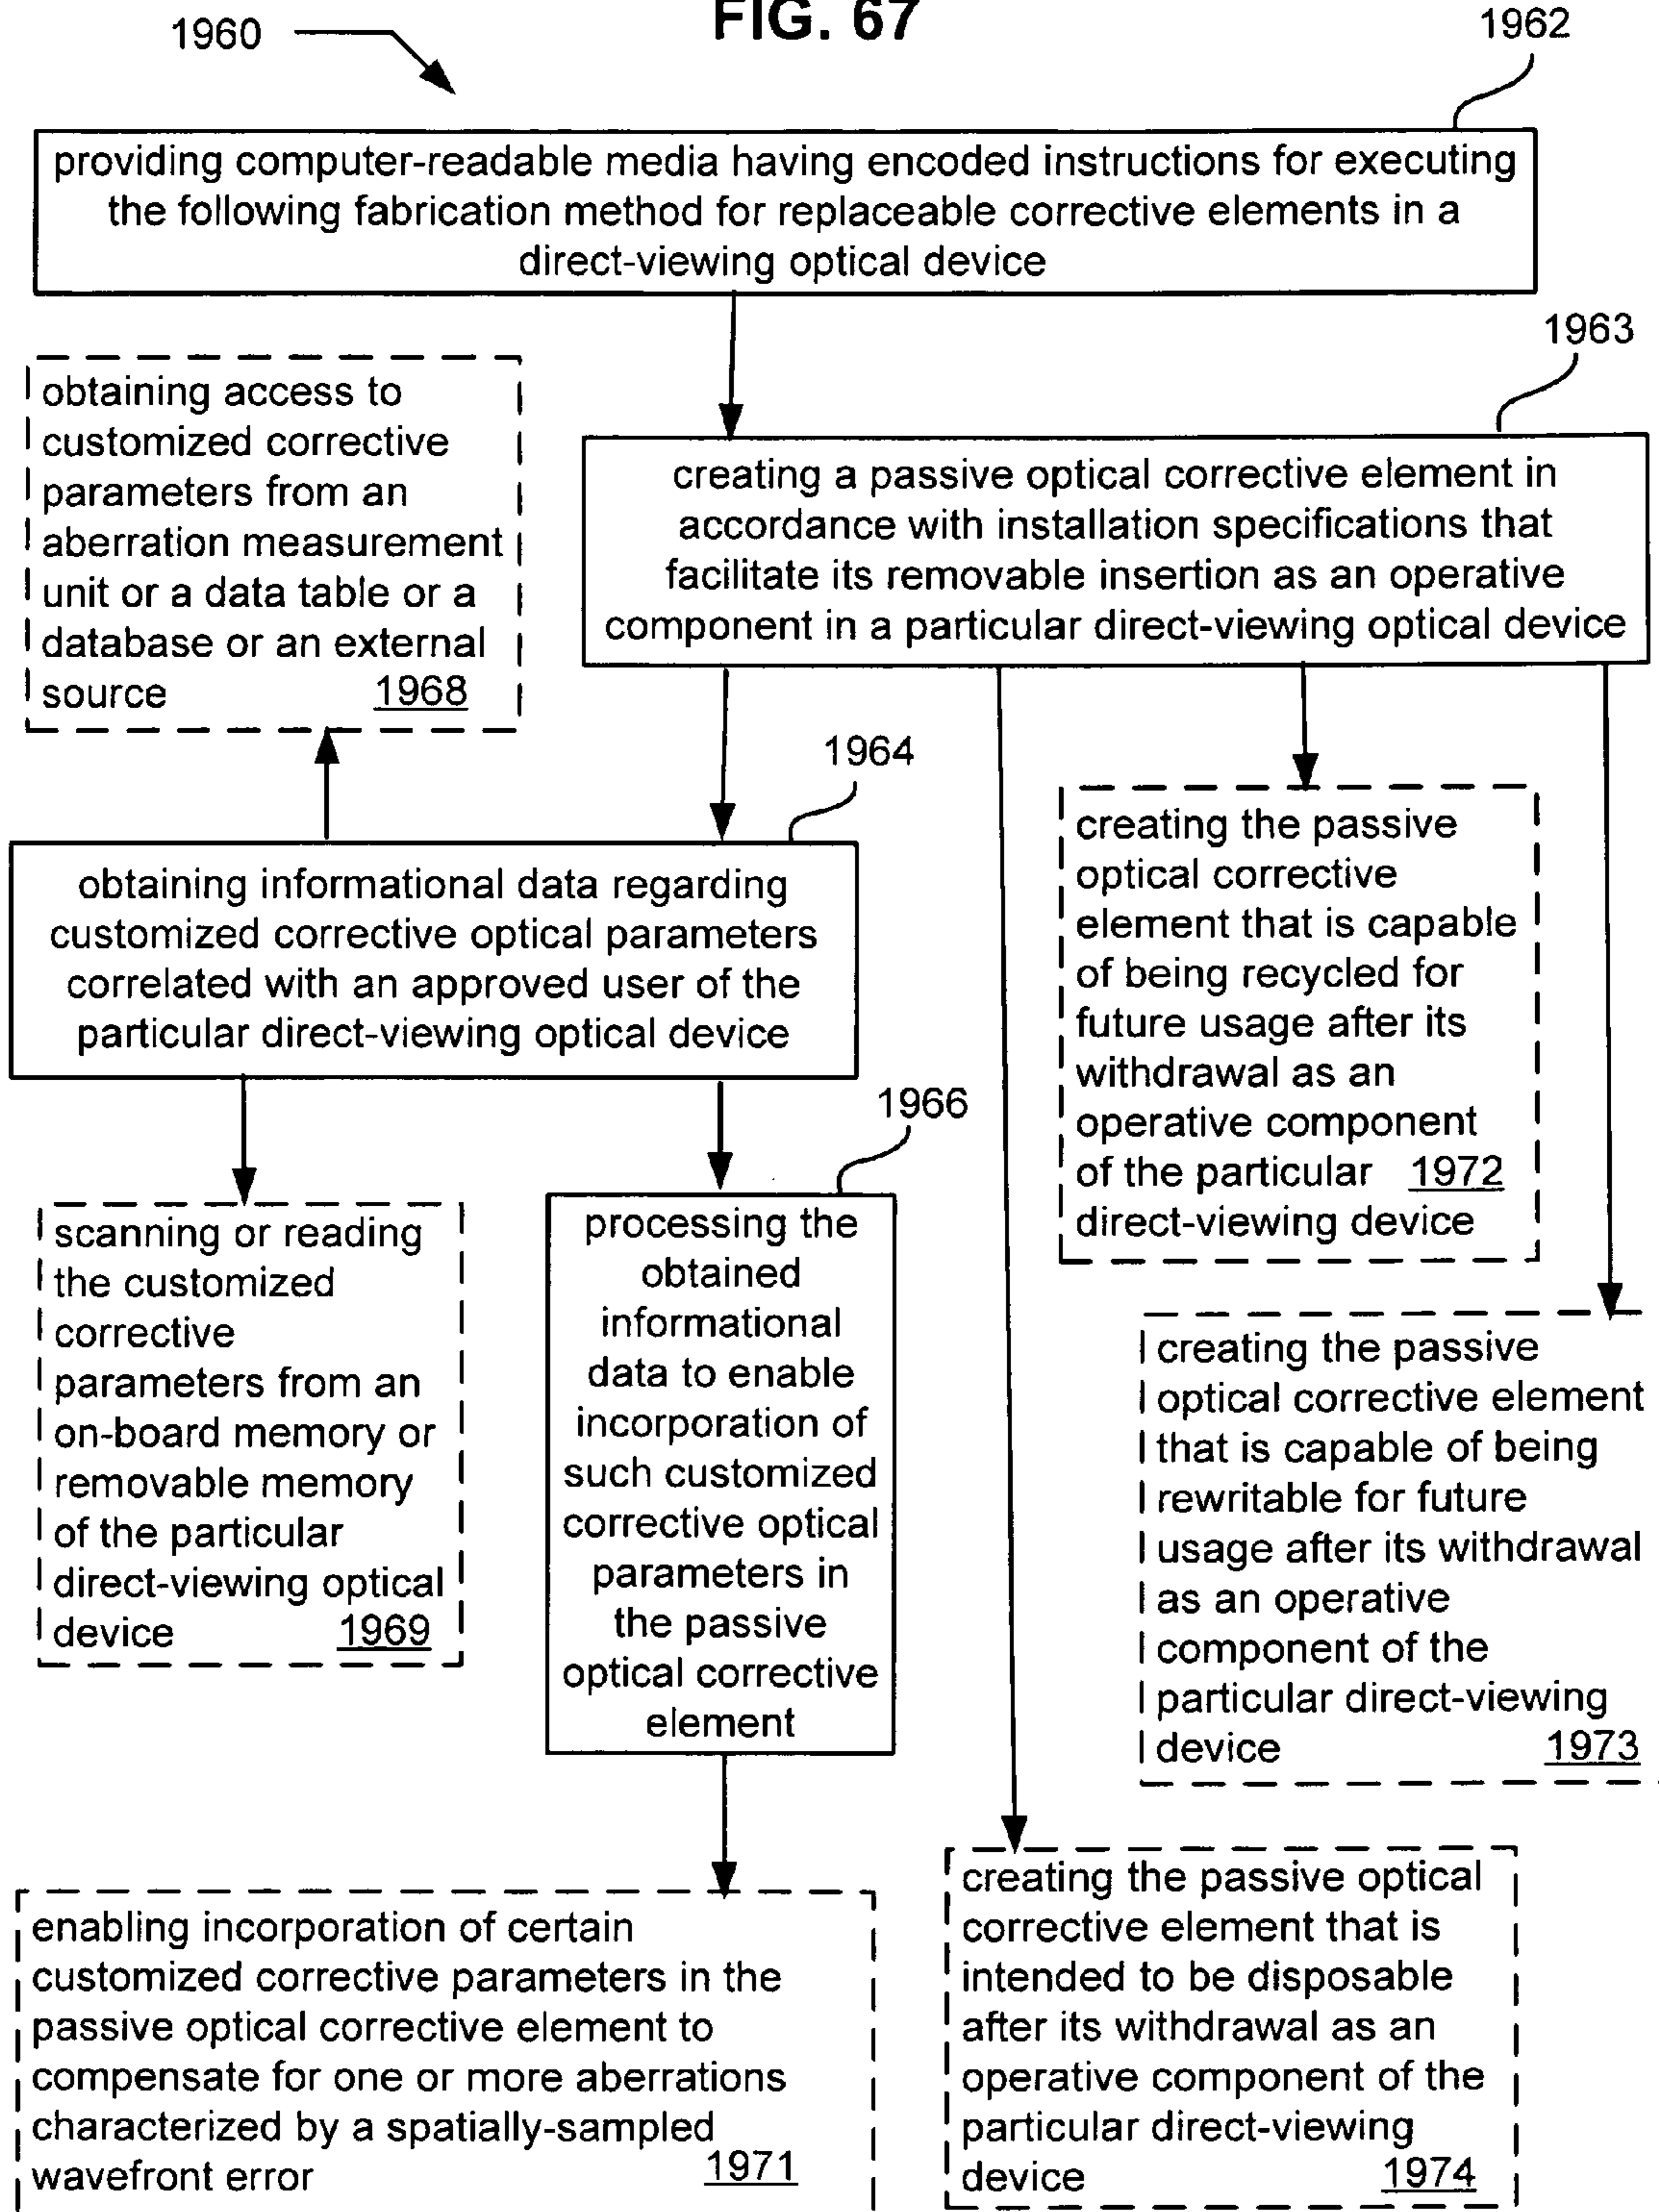 FIG. 67
1960
1962
providing computer-readable media having encoded instructions for executing
the following fabrication method for replaceable corrective elements in a
direct-viewing optical device
1963
creating a passive optical corrective element in
accordance with installation specifications that
facilitate its removable insertion as an operative
component in a particular direct-viewing optical device
obtaining access to
customized corrective
parameters from an
aberration measurement
unit or a data table or a
database or an external
source 1968
1964
obtaining informational data regarding
customized corrective optical parameters
correlated with an approved user of the
particular direct-viewing optical device
creating the passive
optical corrective
element that is capable
of being recycled for
future usage after its
withdrawal as an
operative component
of the particular 1972
direct-viewing device
1966
scanning or reading
the customized
corrective
parameters from an
on-board memory or
removable memory
of the particular
direct-viewing optical
device 1969
processing the
obtained
informational
data to enable
incorporation of
such customized
corrective optical
parameters in
the passive
optical corrective
element
creating the passive
optical corrective element
that is capable of being
rewritable for future
usage after its withdrawal
as an operative
component of the
particular direct-viewing
device 1973
enabling incorporation of certain
customized corrective parameters in the
passive optical corrective element to
compensate for one or more aberrations
characterized by a spatially-sampled
wavefront error 1971
creating the passive optical
corrective element that is
intended to be disposable
after its withdrawal as an
operative component of the
particular direct-viewing
device 1974